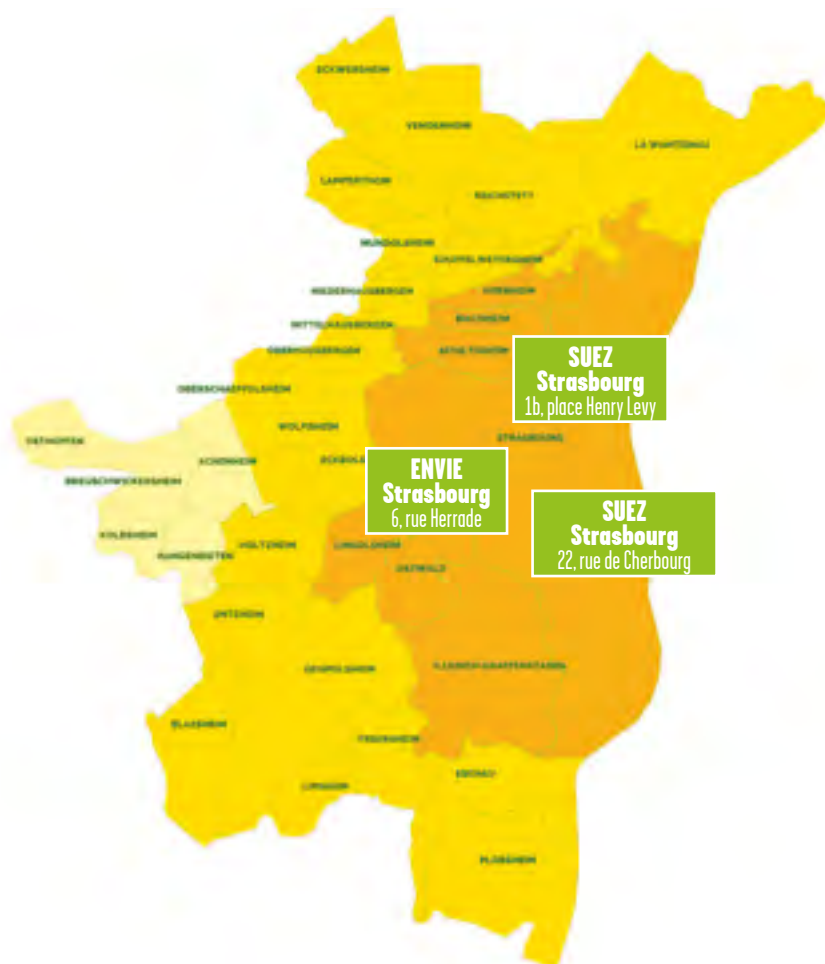 ECKWERSHEIM
VENDENHEIM
LA WANTZENAU
LAMPERTHEIM
REICHSTETT
MUNDOLSHEIM
SOUFFELWEYERSHEIM
NIEDERHAUSBERGEN
HOENHEIM
BISCHHEIM
MITTELHAUSBERGEN
OBERHAUSBERGEN
SCHILTIGHEIM
SUEZ
Strasbourg
1b, place Henry Levy
OBERSCHAEFFOLSHEIM
OSTHOFFEN
WOLFISHEIM
STRASBOURG
ACHENHEIM
BREUSCHWICKERSHEIM
ENVIE
Strasbourg
6, rue Herrade
SUEZ
Strasbourg
22, rue de Cherbourg
KOLBSHEIM
HANGENBIETEN
HOLTZHEIM
LINGOLSHEIM
OSTWALD
ENTZHEIM
GEISPOLSHEIM
ILLKIRCH-GRAFFENSTADEN
BLAESHEIM
FEGERSHEIM
ESCHAU
LIPSHEIM
PLOBSHEIM